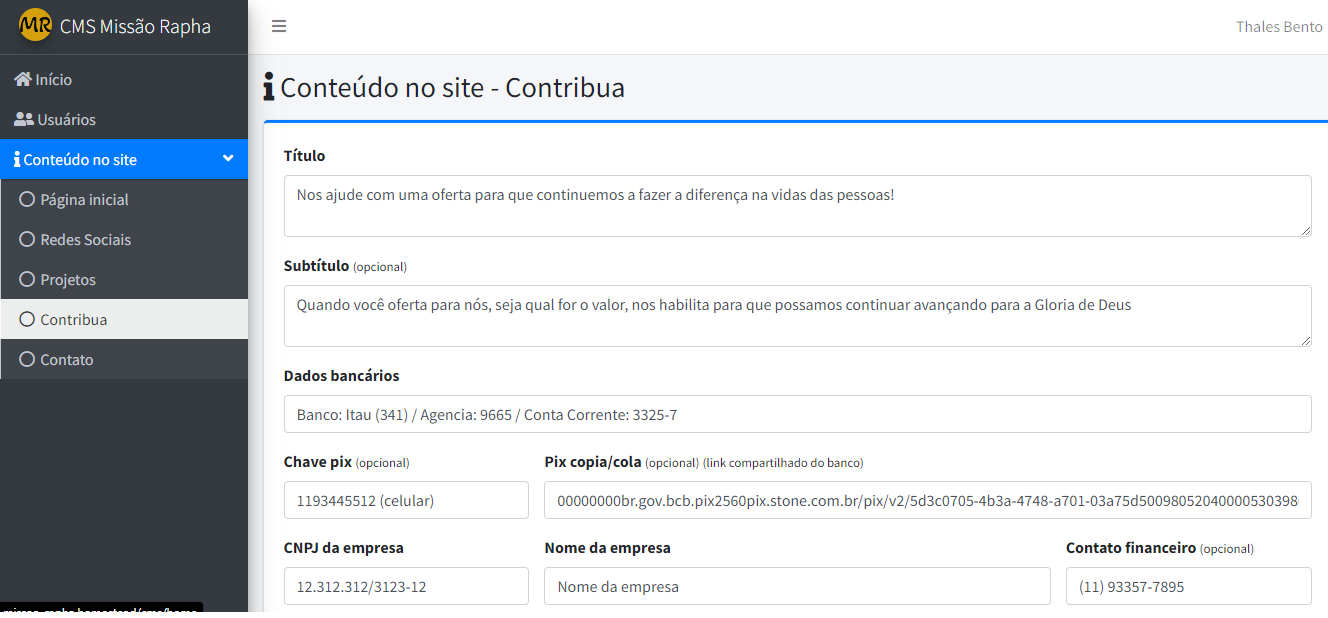 MR CMS Missão Rapha
Thales Bento
Início
Usuários
Conteúdo no site
Página inicial
Redes Sociais
Projetos
Contribua
Contato
Conteúdo no site - Contribua
Título
Nos ajude com uma oferta para que continuemos a fazer a diferença na vidas das pessoas!
Subtítulo (opcional)
Quando você oferta para nós, seja qual for o valor, nos habilita para que possamos continuar avançando para a Gloria de Deus
Dados bancários
Banco: Itau (341) / Agencia: 9665 / Conta Corrente: 3325-7
Chave pix (opcional)
1193445512 (celular)
Pix copia/cola (opcional) (link compartilhado do banco)
00000000br.gov.bcb.pix2560pix.stone.com.br/pix/v2/5d3c0705-4b3a-4748-a701-03a75d50098052040000530398
CNPJ da empresa
12.312.312/3123-12
Nome da empresa
Nome da empresa
Contato financeiro (opcional)
(11) 93357-7895